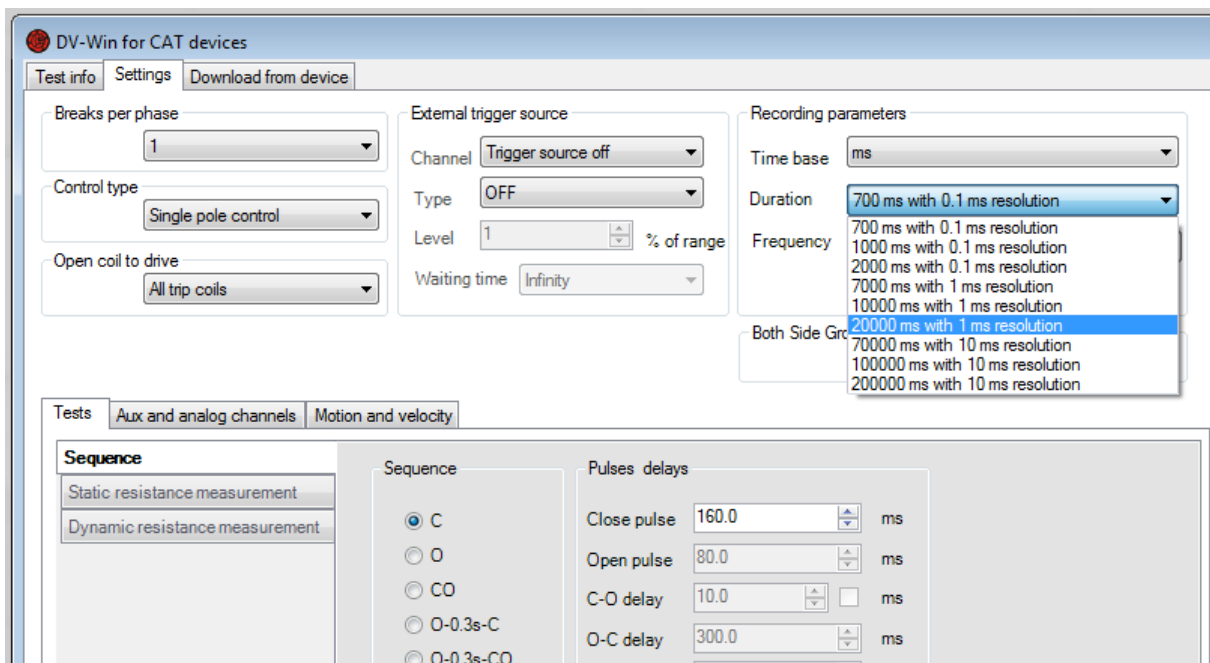 DV-Win for CAT devices
Test info Settings Download from device
Breaks per phase
1
Control type
Single pole control
Open coil to drive
All trip coils
External trigger source
Channel Trigger source off
Type OFF
Level 1 % of range
Waiting time Infinity
Recording parameters
Time base ms
Duration 700 ms with 0.1 ms resolution
700 ms with 0.1 ms resolution
1000 ms with 0.1 ms resolution
2000 ms with 0.1 ms resolution
7000 ms with 1 ms resolution
10000 ms with 1 ms resolution
20000 ms with 1 ms resolution
70000 ms with 10 ms resolution
100000 ms with 10 ms resolution
200000 ms with 10 ms resolution
Frequency
Both Side Gro
Tests Aux and analog channels Motion and velocity
Sequence
Static resistance measurement
Dynamic resistance measurement
Sequence
C
O
CO
O-0.3s-C
O-0.3s-CO
Pulses delays
Close pulse 160.0 ms
Open pulse 80.0 ms
C-O delay 10.0 ms
O-C delay 300.0 ms